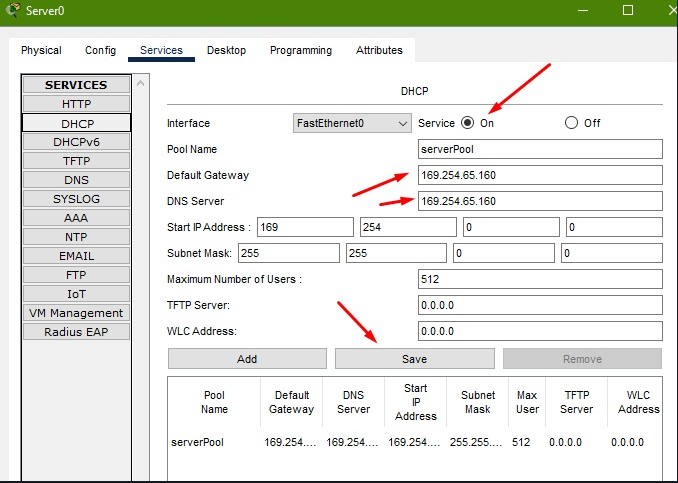 Server0
Physical Config Services Desktop Programming Attributes
SERVICES
HTTP
DHCP
DHCPv6
TFTP
DNS
SYSLOG
AAA
NTP
EMAIL
FTP
IoT
VM Management
Radius EAP
DHCP
Interface FastEthernet0 Service On Off
Pool Name serverPool
Default Gateway 169.254.65.160
DNS Server 169.254.65.160
Start IP Address : 169 254 0 0
Subnet Mask: 255 255 0 0
Maximum Number of Users : 512
TFTP Server: 0.0.0.0
WLC Address: 0.0.0.0
Add Save Remove
Pool Name Default Gateway DNS Server Start IP Address Subnet Mask Max User TFTP Server WLC Address
serverPool 169.254.... 169.254.... 169.254.... 255.255.... 512 0.0.0.0 0.0.0.0